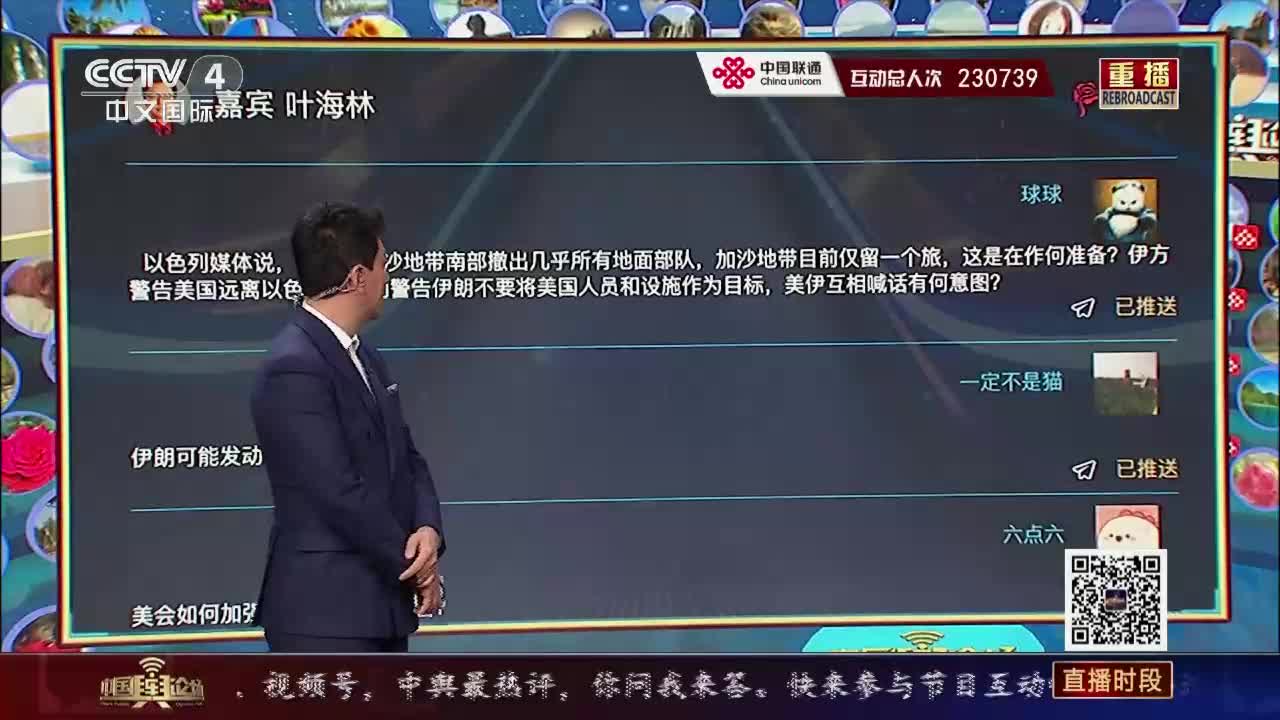 CCTV 4
中文国际
嘉宾 叶海林
中国联通
China unicom
互动总人次 230739
重播
REBROADCAST
球球
以色列媒体说，
沙地带南部撤出几乎所有地面部队，加沙地带目前仅留一个旅，这是在作何准备？伊方
警告美国远离以色
警告伊朗不要将美国人员和设施作为目标，美伊互相喊话有何意图？
已推送
一定不是猫
伊朗可能发动
已推送
六点六
美会如何加强
中国舆论场
、视频号，中舆最热评，你问我来答。快来参与节目互动
直播时段